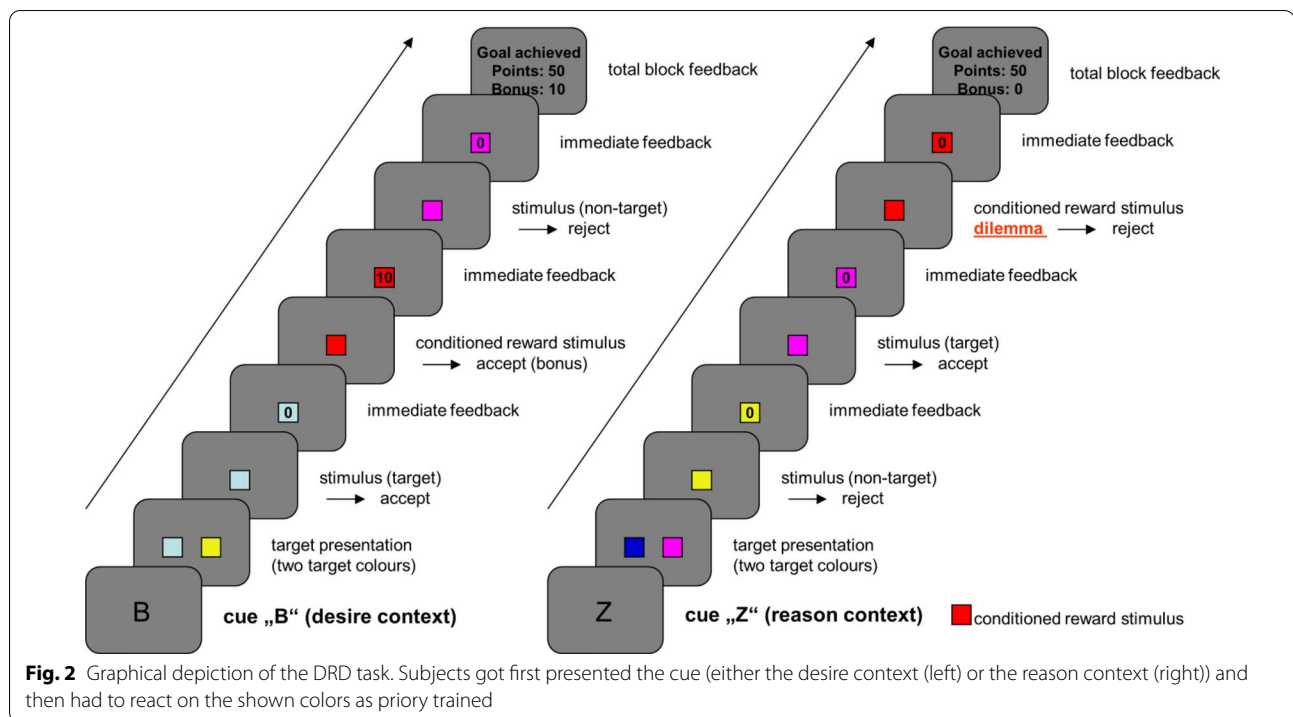 Goal achieved
Points: 50
Bonus: 10
total block feedback
0
immediate feedback
stimulus (non-target)
reject
10
immediate feedback
conditioned reward stimulus
accept (bonus)
0
immediate feedback
stimulus (target)
accept
target presentation
(two target colours)
B
cue „B“ (desire context)
Goal achieved
Points: 50
Bonus: 0
total block feedback
0
immediate feedback
conditioned reward stimulus
dilemma reject
0
immediate feedback
stimulus (target)
accept
0
immediate feedback
stimulus (non-target)
reject
target presentation
(two target colours)
Z
cue „Z“ (reason context)
conditioned reward stimulus
Fig. 2 Graphical depiction of the DRD task. Subjects got first presented the cue (either the desire context (left) or the reason context (right)) and
then had to react on the shown colors as priory trained